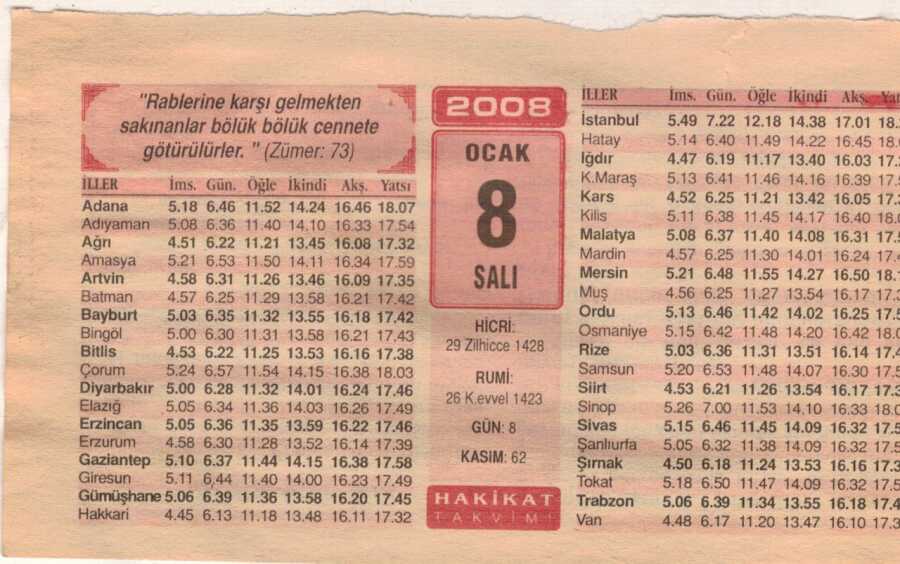 "Rablerine karşı gelmekten
sakınanlar bölük bölük cennete
götürülürler. " (Zümer: 73)
İLLER İms. Gün. Öğle İkindi Akş. Yatsı
Adana 5.18 6.46 11.52 14.24 16.46 18.07
Adıyaman 5.08 6.36 11.40 14.10 16.33 17.54
Ağrı 4.51 6.22 11.21 13.45 16.08 17.32
Amasya 5.21 6.53 11.50 14.11 16.34 17.59
Artvin 4.58 6.31 11.26 13.46 16.09 17.35
Batman 4.57 6.25 11.29 13.58 16.21 17.42
Bayburt 5.03 6.35 11.32 13.55 16.18 17.42
Bingöl 5.00 6.30 11.31 13.58 16.21 17.43
Bitlis 4.53 6.22 11.25 13.53 16.16 17.38
Çorum 5.24 6.57 11.54 14.15 16.38 18.03
Diyarbakır 5.00 6.28 11.32 14.01 16.24 17.46
Elazığ 5.05 6.34 11.36 14.03 16.26 17.49
Erzincan 5.05 6.36 11.35 13.59 16.22 17.46
Erzurum 4.58 6.30 11.28 13.52 16.14 17.39
Gaziantep 5.10 6.37 11.44 14.15 16.38 17.58
Giresun 5.11 6,44 11.40 14.00 16.23 17.49
Gümüşhane 5.06 6.39 11.36 13.58 16.20 17.45
Hakkari 4.45 6.13 11.18 13.48 16.11 17.32
2008
OCAK
8
SALI
HİCRİ:
29 Zilhicce 1428
RUMİ:
26 K.evvel 1423
GÜN: 8
KASIM: 62
HAKİKAT
TAKVİMİ
İLLER İms. Gün. Öğle İkindi Akş.
İstanbul 5.49 7.22 12.18 14.38 17.01
Hatay 5.14 6.40 11.49 14.22 16.45
Iğdır 4.47 6.19 11.17 13.40 16.03
K.Maraş 5.13 6.41 11.46 14.16 16.39
Kars 4.52 6.25 11.21 13.42 16.05
Kilis 5.11 6.38 11.45 14.17 16.40
Malatya 5.08 6.37 11.40 14.08 16.31
Mardin 4.57 6.25 11.30 14.01 16.24
Mersin 5.21 6.48 11.55 14.27 16.50
Muş 4.56 6.25 11.27 13.54 16.17
Ordu 5.13 6.46 11.42 14.02 16.25
Osmaniye 5.15 6.42 11.48 14.20 16.42
Rize 5.03 6.36 11.31 13.51 16.14
Samsun 5.20 6.53 11.48 14.07 16.30
Siirt 4.53 6.21 11.26 13.54 16.17
Sinop 5.26 7.00 11.53 14.10 16.33
Sivas 5.15 6.46 11.45 14.09 16.32
Şanlıurfa 5.05 6.32 11.38 14.09 16.32
Şırnak 4.50 6.18 11.24 13.53 16.16
Tokat 5.18 6.50 11.47 14.09 16.32
Trabzon 5.06 6.39 11.34 13.55 16.18
Van 4.48 6.17 11.20 13.47 16.10